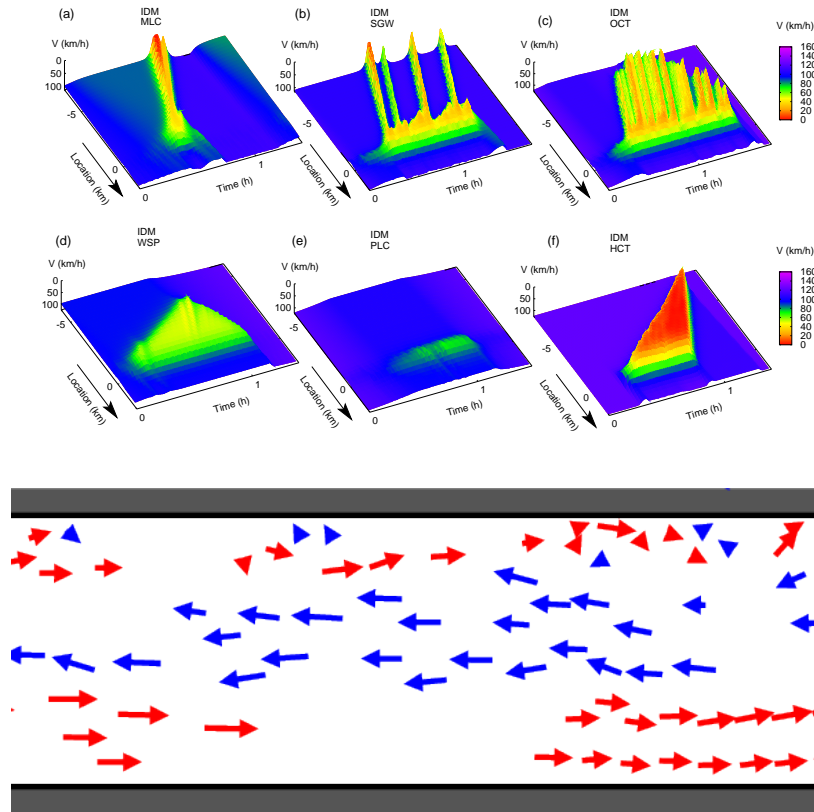 (a)
IDM
MLC
V (km/h)
0
50
100
-5
0
Location (km)
0
1
Time (h)
(b)
IDM
SGW
V (km/h)
0
50
100
-5
0
Location (km)
0
1
Time (h)
(c)
IDM
OCT
V (km/h)
0
50
100
-5
0
Location (km)
0
1
Time (h)
V (km/h)
160
140
120
100
80
60
40
20
0
(d)
IDM
WSP
V (km/h)
0
50
100
-5
0
Location (km)
0
1
Time (h)
(e)
IDM
PLC
V (km/h)
0
50
100
-5
0
Location (km)
0
1
Time (h)
(f)
IDM
HCT
V (km/h)
0
50
100
-5
0
Location (km)
0
1
Time (h)
V (km/h)
160
140
120
100
80
60
40
20
0